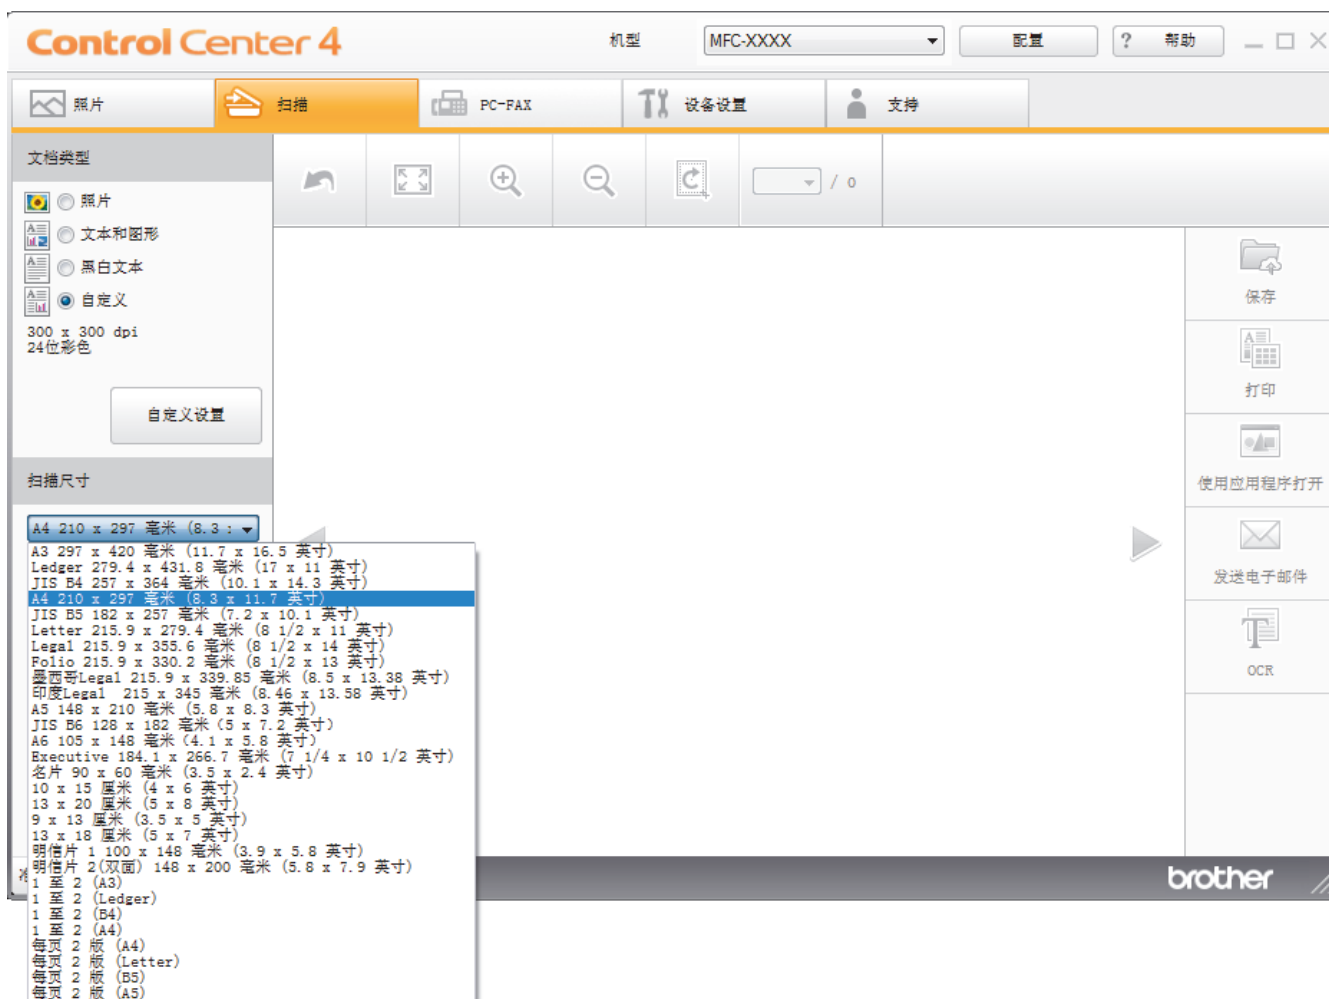 Control Center 4
机型
MFC-XXXX
配置
? 帮助
照片
扫描
PC-FAX
设备设置
支持
文档类型
照片
文本和图形
黑白文本
自定义
300 x 300 dpi
24位彩色
自定义设置
/ 0
扫描尺寸
A4 210 x 297 毫米 (8.3 :
A3 297 x 420 毫米 (11.7 x 16.5 英寸)
Ledger 279.4 x 431.8 毫米 (17 x 11 英寸)
JIS B4 257 x 364 毫米 (10.1 x 14.3 英寸)
A4 210 x 297 毫米 (8.3 x 11.7 英寸)
JIS B5 182 x 257 毫米 (7.2 x 10.1 英寸)
Letter 215.9 x 279.4 毫米 (8 1/2 x 11 英寸)
Legal 215.9 x 355.6 毫米 (8 1/2 x 14 英寸)
Folio 215.9 x 330.2 毫米 (8 1/2 x 13 英寸)
墨西哥Legal 215.9 x 339.85 毫米 (8.5 x 13.38 英寸)
印度Legal 215 x 345 毫米 (8.46 x 13.58 英寸)
A5 148 x 210 毫米 (5.8 x 8.3 英寸)
JIS B6 128 x 182 毫米 (5 x 7.2 英寸)
A6 105 x 148 毫米 (4.1 x 5.8 英寸)
Executive 184.1 x 266.7 毫米 (7 1/4 x 10 1/2 英寸)
名片 90 x 60 毫米 (3.5 x 2.4 英寸)
10 x 15 厘米 (4 x 6 英寸)
13 x 20 厘米 (5 x 8 英寸)
9 x 13 厘米 (3.5 x 5 英寸)
13 x 18 厘米 (5 x 7 英寸)
明信片 1 100 x 148 毫米 (3.9 x 5.8 英寸)
明信片 2(双面) 148 x 200 毫米 (5.8 x 7.9 英寸)
1 至 2 (A3)
1 至 2 (Ledger)
1 至 2 (B4)
1 至 2 (A4)
每页 2 版 (A4)
每页 2 版 (Letter)
每页 2 版 (B5)
每页 2 版 (A5)
保存
打印
使用应用程序打开
发送电子邮件
OCR
brother